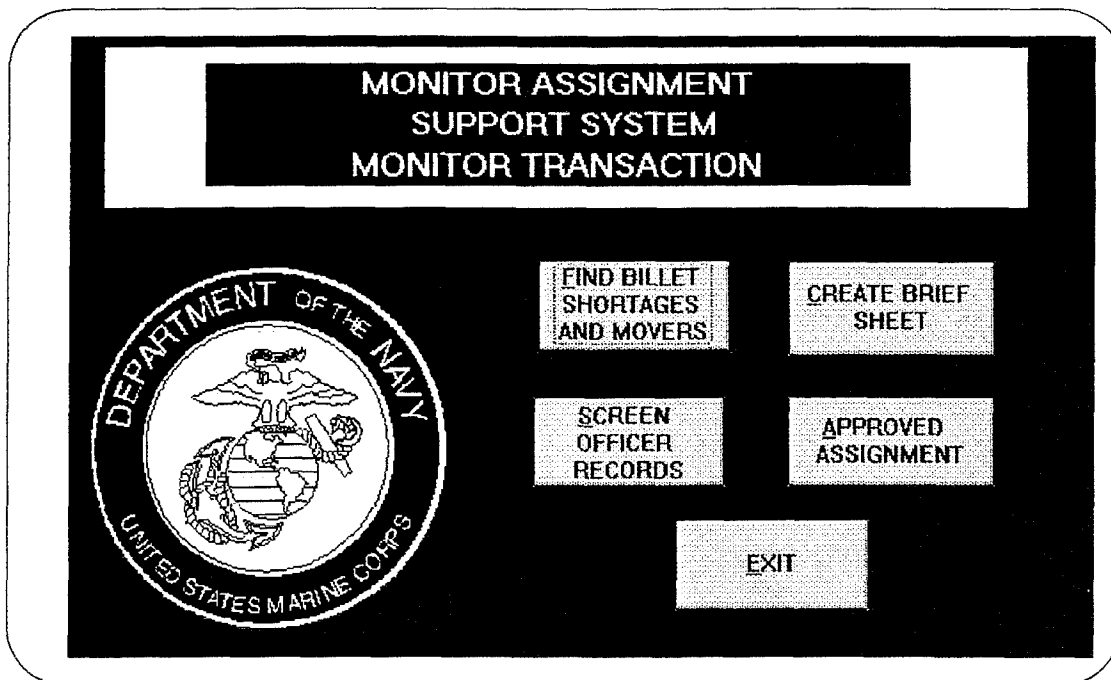 MONITOR ASSIGNMENT
SUPPORT SYSTEM
MONITOR TRANSACTION
DEPARTMENT OF THE NAVY
UNITED STATES MARINE CORPS
FIND BILLET
SHORTAGES
AND MOVERS
CREATE BRIEF
SHEET
SCREEN
OFFICER
RECORDS
APPROVED
ASSIGNMENT
EXIT